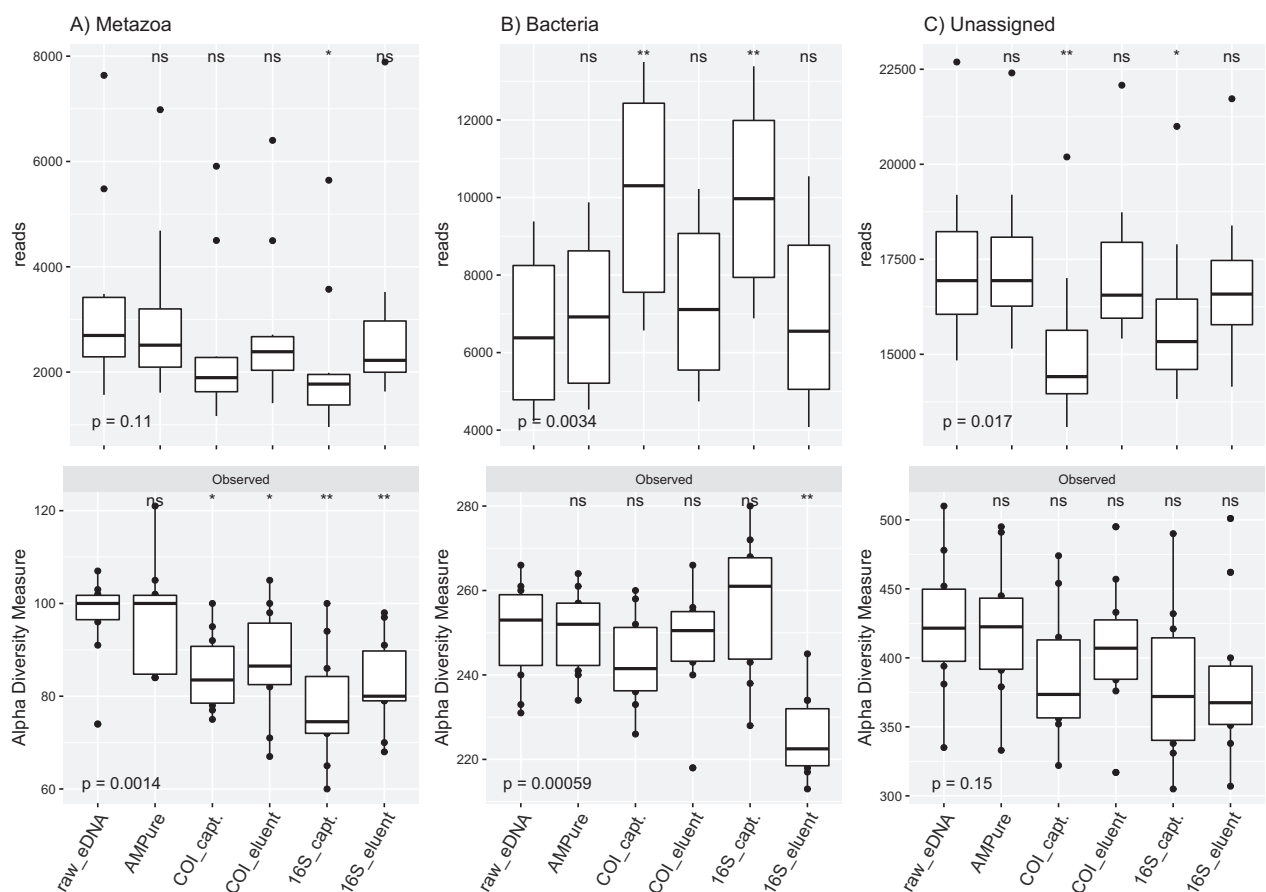 A) Metazoa
B) Bacteria
C) Unassigned
ns ns ns * ns
ns ** ns ** ns
ns ** ns * ns
reads
8000
6000
4000
2000
p = 0.11
reads
12000
10000
8000
6000
4000
p = 0.0034
reads
22500
20000
17500
15000
p = 0.017
Observed
ns * * ** **
Alpha Diversity Measure
120
100
80
60
p = 0.0014
Observed
ns ns ns ns **
Alpha Diversity Measure
280
260
240
220
p = 0.00059
Observed
ns ns ns ns ns
Alpha Diversity Measure
500
450
400
350
300
p = 0.15
raw_eDNA
AMPure
COI_capt.
COI_eluent
16S_capt.
16S_eluent
raw_eDNA
AMPure
COI_capt.
COI_eluent
16S_capt.
16S_eluent
raw_eDNA
AMPure
COI_capt.
COI_eluent
16S_capt.
16S_eluent